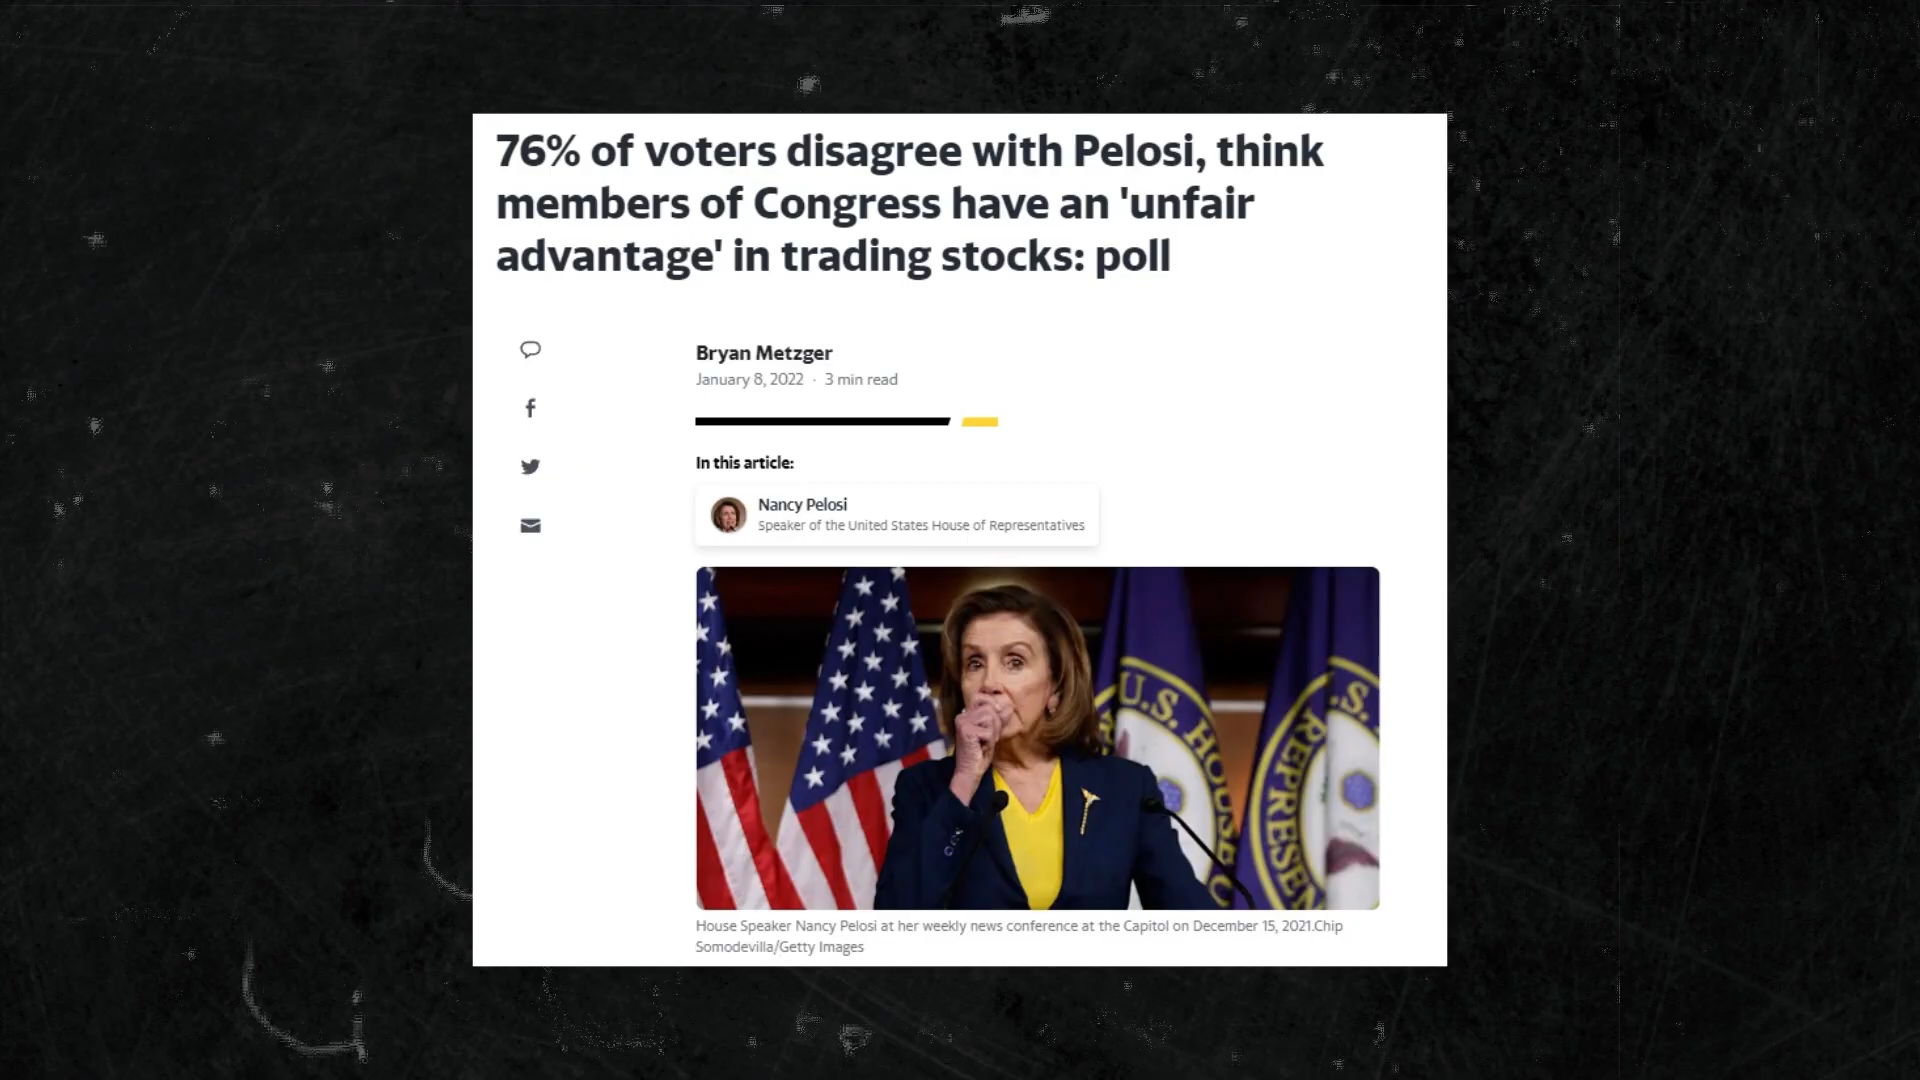 76% of voters disagree with Pelosi, think
members of Congress have an 'unfair
advantage' in trading stocks: poll
Bryan Metzger
January 8, 2022 · 3 min read
In this article:
Nancy Pelosi
Speaker of the United States House of Representatives
U.S. HOUSE O
.S.
REPRESEN
House Speaker Nancy Pelosi at her weekly news conference at the Capitol on December 15, 2021.Chip
Somodevilla/Getty Images